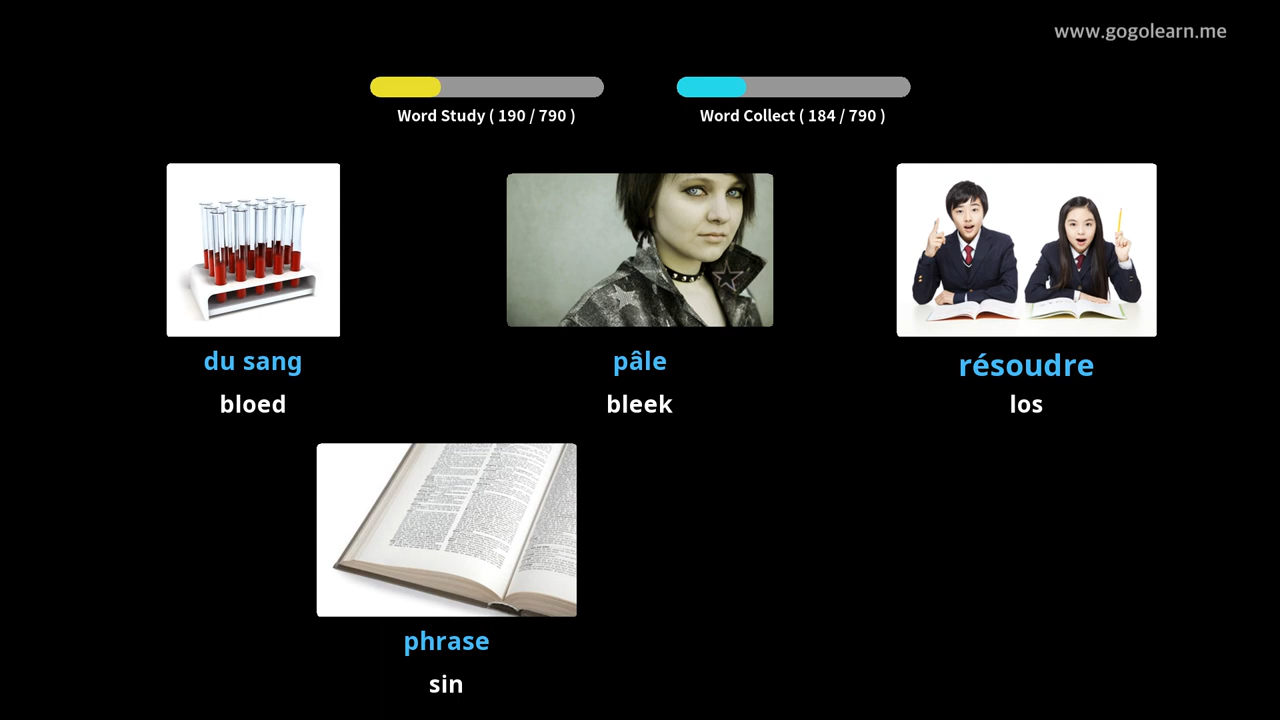 www.gogolearn.me
Word Study ( 190 / 790 )
Word Collect ( 184 / 790 )
du sang
bloed
pâle
bleek
résoudre
los
phrase
sin